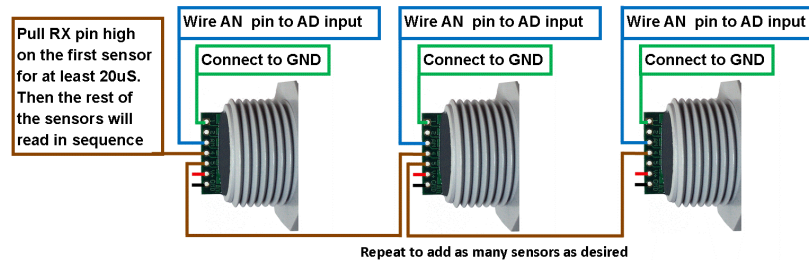 Pull RX pin high
on the first sensor
for at least 20uS.
Then the rest of
the sensors will
read in sequence
Wire AN pin to AD input
Connect to GND
Wire AN pin to AD input
Connect to GND
Wire AN pin to AD input
Connect to GND
Repeat to add as many sensors as desired